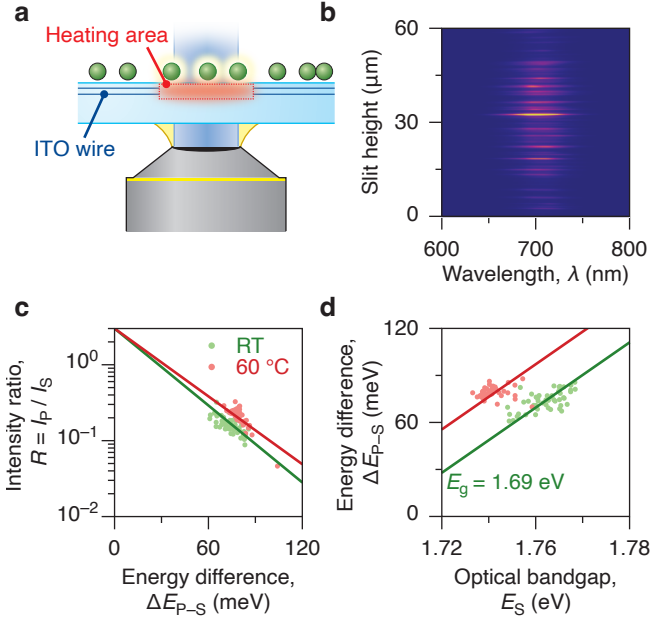 a
Heating area
ITO wire
b
Slit height (μm)
60
30
0
600
700
800
Wavelength, λ (nm)
c
Intensity ratio,
R = I_P / I_S
10^0
10^−1
10^−2
RT
60 °C
0
60
120
Energy difference,
ΔE_P–S (meV)
d
Energy difference,
ΔE_P–S (meV)
120
60
0
E_g = 1.69 eV
1.72
1.76
1.78
Optical bandgap,
E_S (eV)